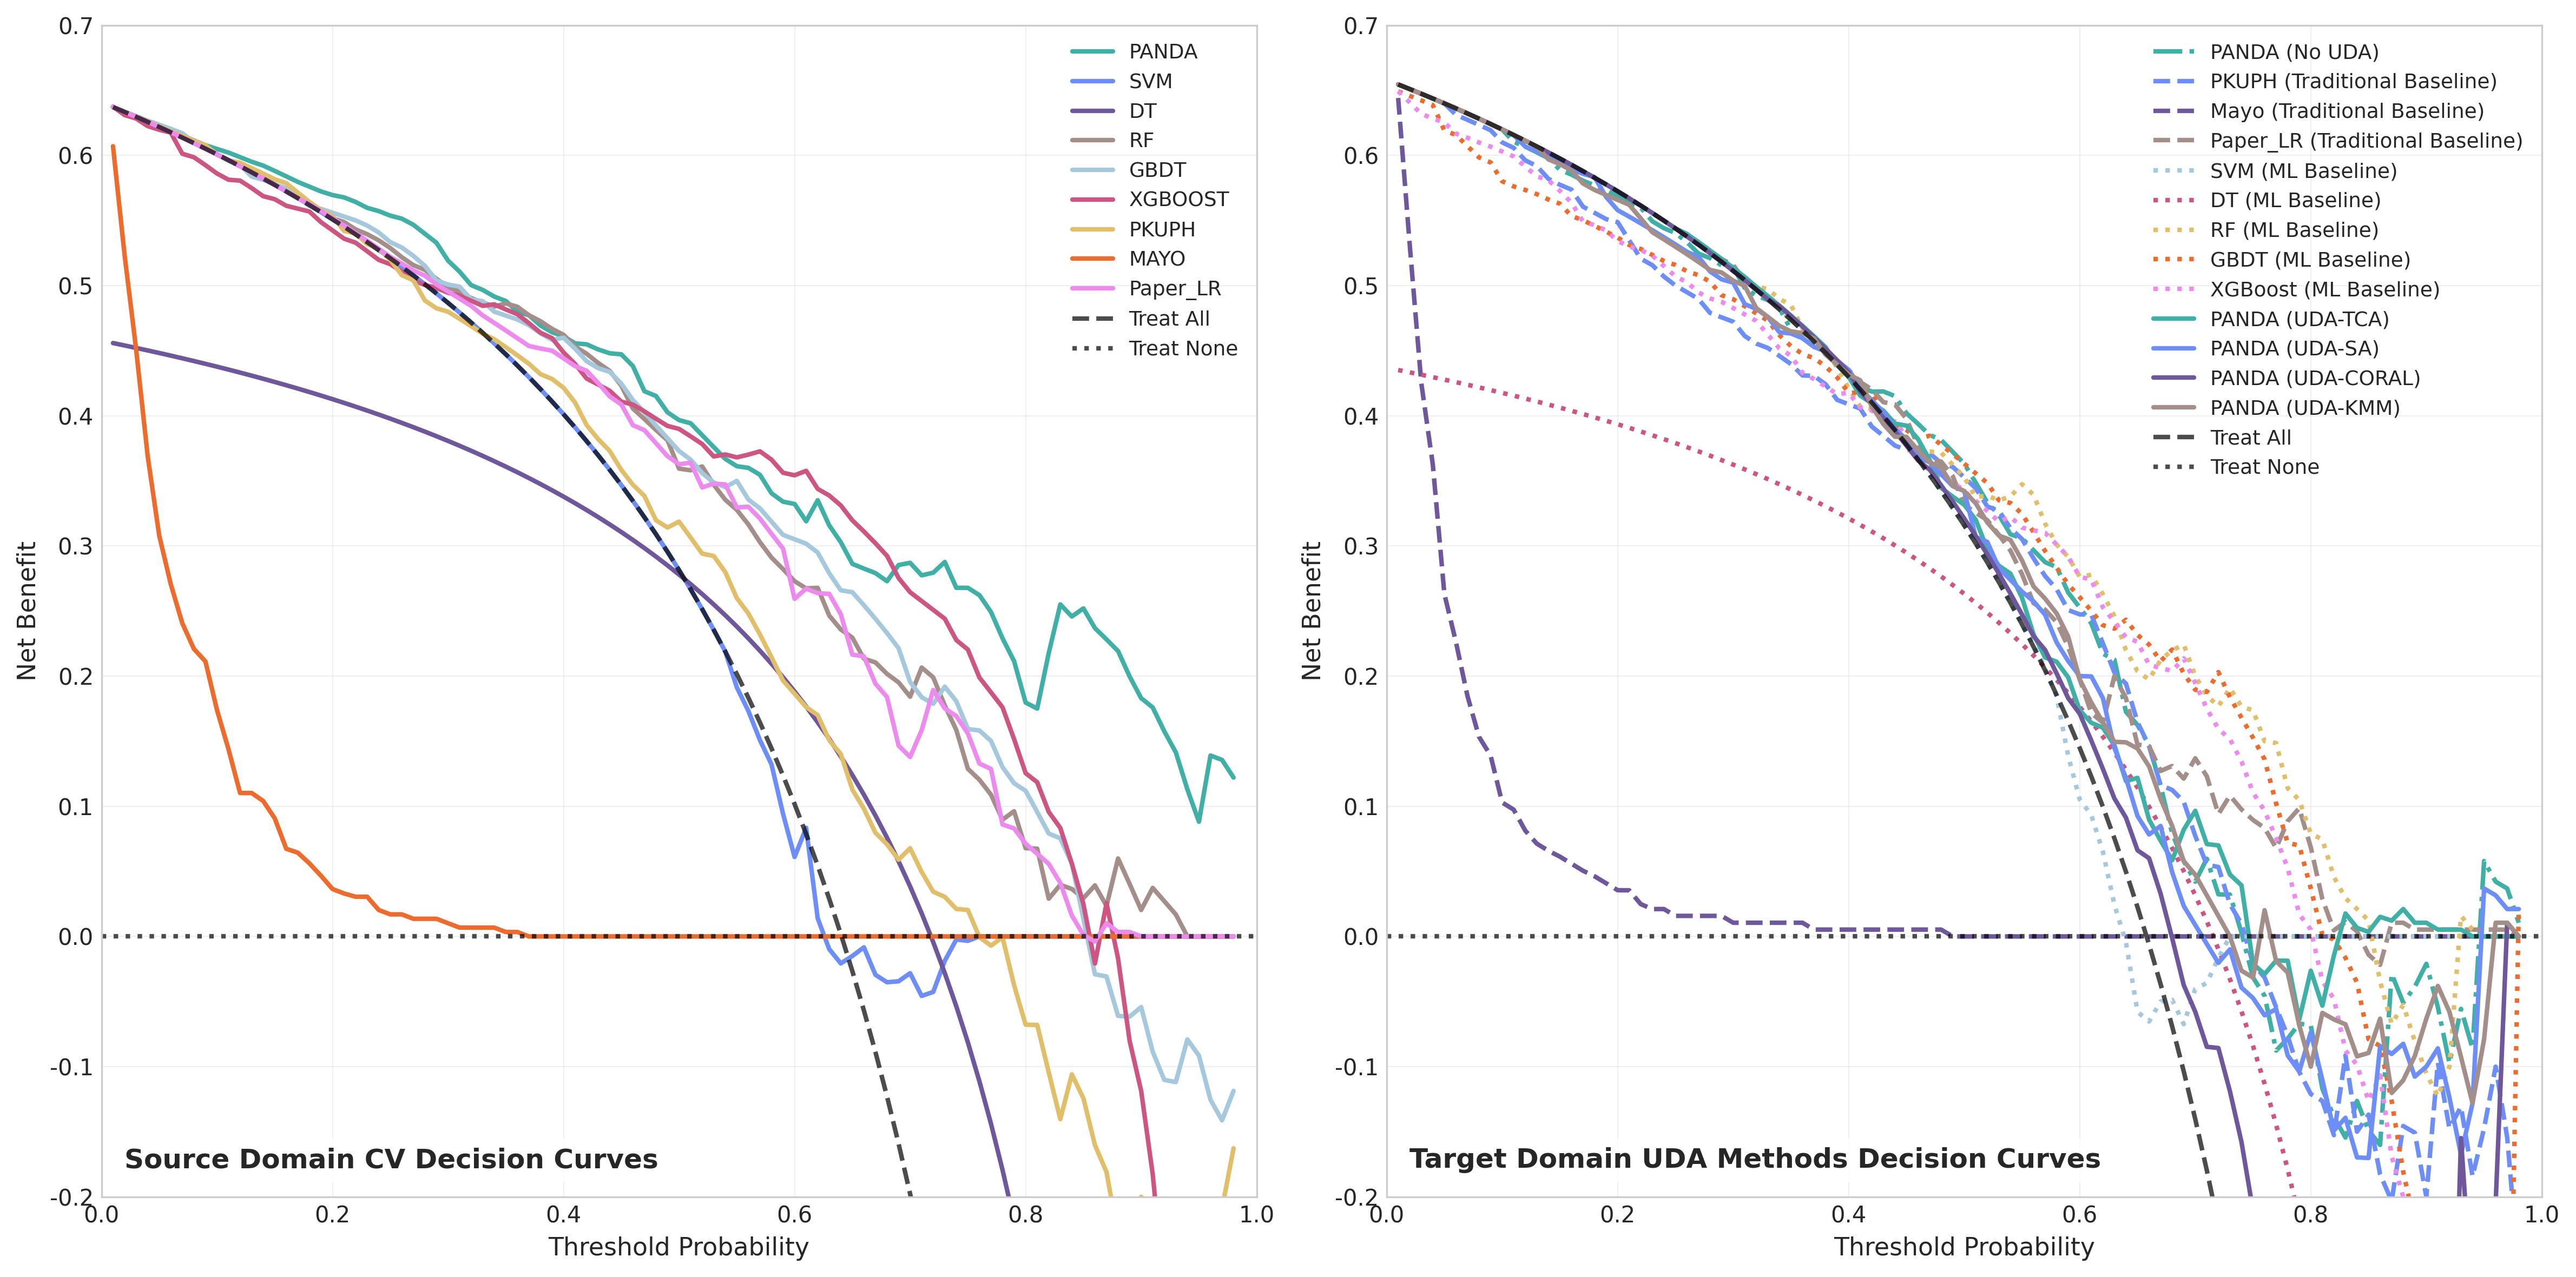 0.7
0.6
0.5
0.4
0.3
0.2
0.1
0.0
-0.1
-0.2
Net Benefit
0.0
0.2
0.4
0.6
0.8
1.0
Threshold Probability
PANDA
SVM
DT
RF
GBDT
XGBOOST
PKUPH
MAYO
Paper_LR
Treat All
Treat None
Source Domain CV Decision Curves
0.7
0.6
0.5
0.4
0.3
0.2
0.1
0.0
-0.1
-0.2
Net Benefit
0.0
0.2
0.4
0.6
0.8
1.0
Threshold Probability
PANDA (No UDA)
PKUPH (Traditional Baseline)
Mayo (Traditional Baseline)
Paper_LR (Traditional Baseline)
SVM (ML Baseline)
DT (ML Baseline)
RF (ML Baseline)
GBDT (ML Baseline)
XGBoost (ML Baseline)
PANDA (UDA-TCA)
PANDA (UDA-SA)
PANDA (UDA-CORAL)
PANDA (UDA-KMM)
Treat All
Treat None
Target Domain UDA Methods Decision Curves